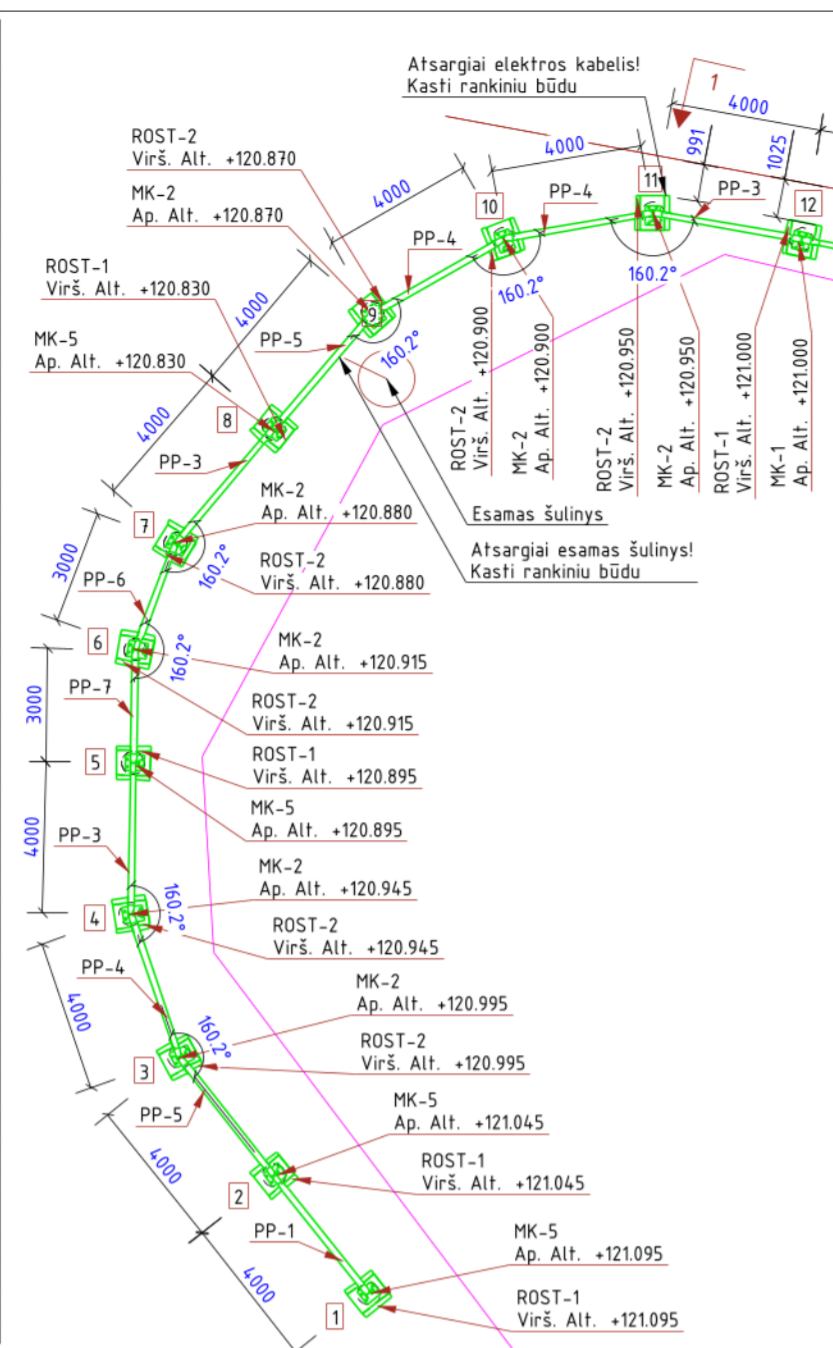 Atsargiai elektros kabelis!
Kasti rankiniu būdu
1
4000
991
1025
4000
11
PP-3
12
ROST-2
Virš. Alt. +120.870
MK-2
Ap. Alt. +120.870
4000
10
PP-4
PP-4
160.2°
160.2°
ROST-1
Virš. Alt. +120.830
MK-5
Ap. Alt. +120.830
4000
9
PP-5
160.2°
ROST-2
Virš. Alt. +120.900
MK-2
Ap. Alt. +120.900
ROST-2
Virš. Alt. +120.950
MK-2
Ap. Alt. +120.950
ROST-1
Virš. Alt. +121.000
MK-1
Ap. Alt. +121.000
8
4000
PP-3
Esamas šulinys
Atsargiai esamas šulinys!
Kasti rankiniu būdu
7
MK-2
Ap. Alt. +120.880
160.2°
ROST-2
Virš. Alt. +120.880
3000
PP-6
6
160.2°
MK-2
Ap. Alt. +120.915
PP-7
3000
ROST-2
Virš. Alt. +120.915
5
ROST-1
Virš. Alt. +120.895
MK-5
Ap. Alt. +120.895
4000
PP-3
MK-2
Ap. Alt. +120.945
160.2°
4
ROST-2
Virš. Alt. +120.945
PP-4
4000
MK-2
Ap. Alt. +120.995
160.2°
3
ROST-2
Virš. Alt. +120.995
PP-5
MK-5
Ap. Alt. +121.045
4000
2
ROST-1
Virš. Alt. +121.045
PP-1
MK-5
Ap. Alt. +121.095
4000
1
ROST-1
Virš. Alt. +121.095